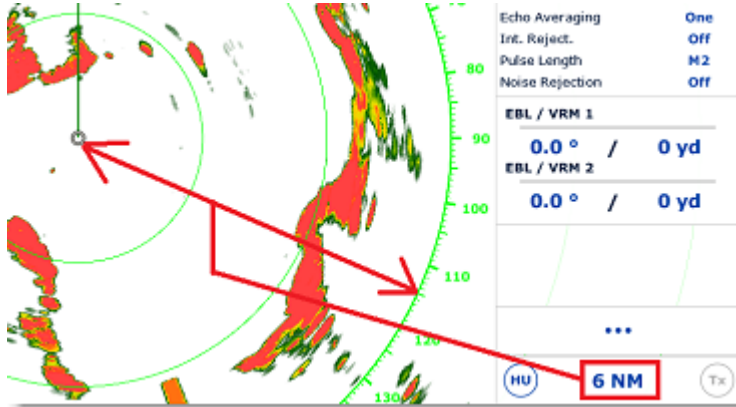 Echo Averaging One
Int. Reject. Off
Pulse Length M2
Noise Rejection Off
EBL / VRM 1
0.0 ° / 0 yd
EBL / VRM 2
0.0 ° / 0 yd
80
90
100
110
120
130
•••
HU 6 NM Tx